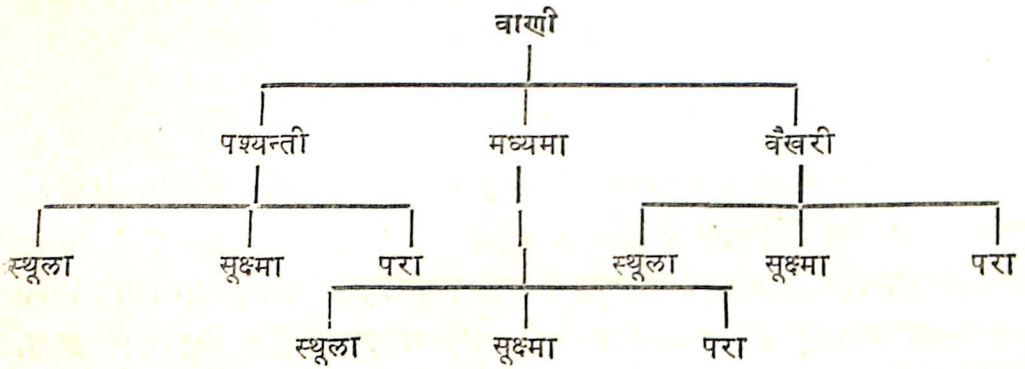 वाणी
पश्यन्ती मध्यमा वैखरी
स्थूला सूक्ष्मा परा स्थूला सूक्ष्मा परा
स्थूला सूक्ष्मा परा